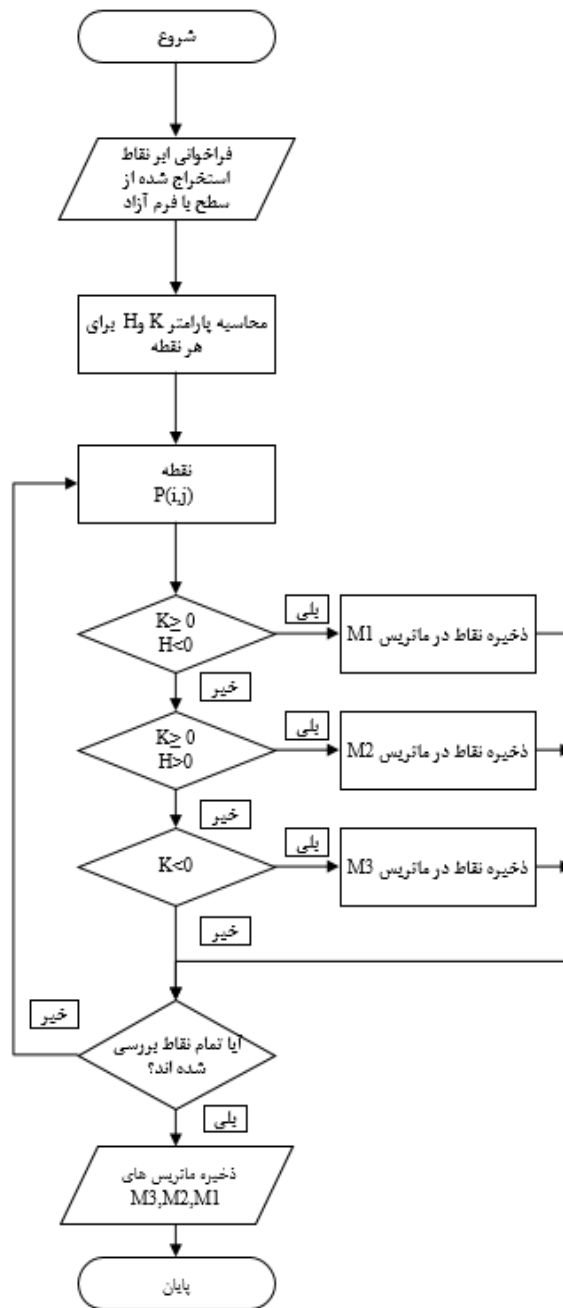 شروع
فراخوانی ابر نقاط
استخراج شده از
سطح یا فرم آزاد
محاسبه پارامتر K وH برای
هر نقطه
نقطه
P(i,j)
K≥ 0
H<0
بلی
ذخیره نقاط در ماتریس M1
خیر
K≥ 0
H>0
بلی
ذخیره نقاط در ماتریس M2
خیر
K<0
بلی
ذخیره نقاط در ماتریس M3
خیر
خیر
آیا تمام نقاط بررسی
شده اند؟
بلی
ذخیره ماتریس های
M3,M2,M1
پایان